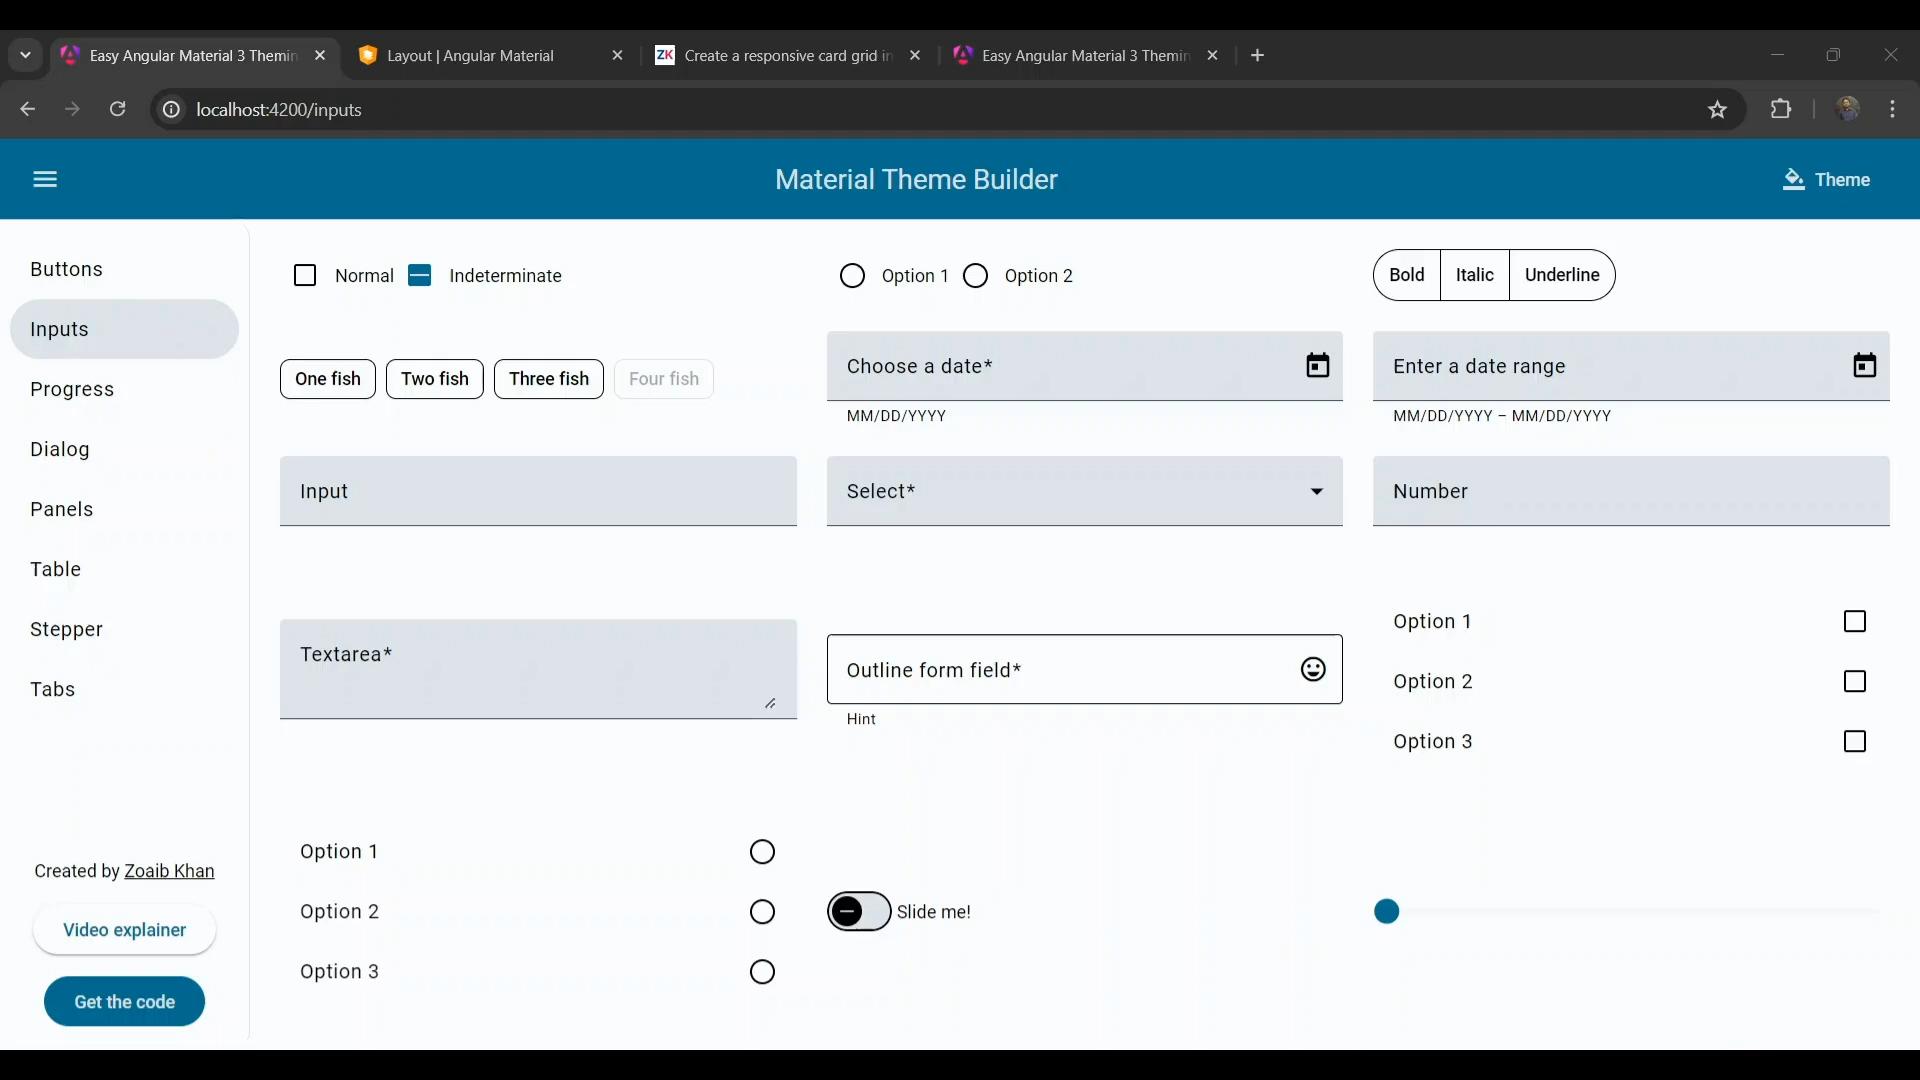 Easy Angular Material 3 Themin
Layout | Angular Material
ZK Create a responsive card grid in
Easy Angular Material 3 Themin
localhost:4200/inputs
Material Theme Builder
Theme
Buttons
Inputs
Progress
Dialog
Panels
Table
Stepper
Tabs
Created by Zoaib Khan
Video explainer
Get the code
Normal Indeterminate
Option 1 Option 2
Bold Italic Underline
One fish Two fish Three fish Four fish
Choose a date*
MM/DD/YYYY
Enter a date range
MM/DD/YYYY – MM/DD/YYYY
Input
Select*
Number
Textarea*
Outline form field*
Hint
Option 1
Option 2
Option 3
Option 1
Option 2
Option 3
Slide me!